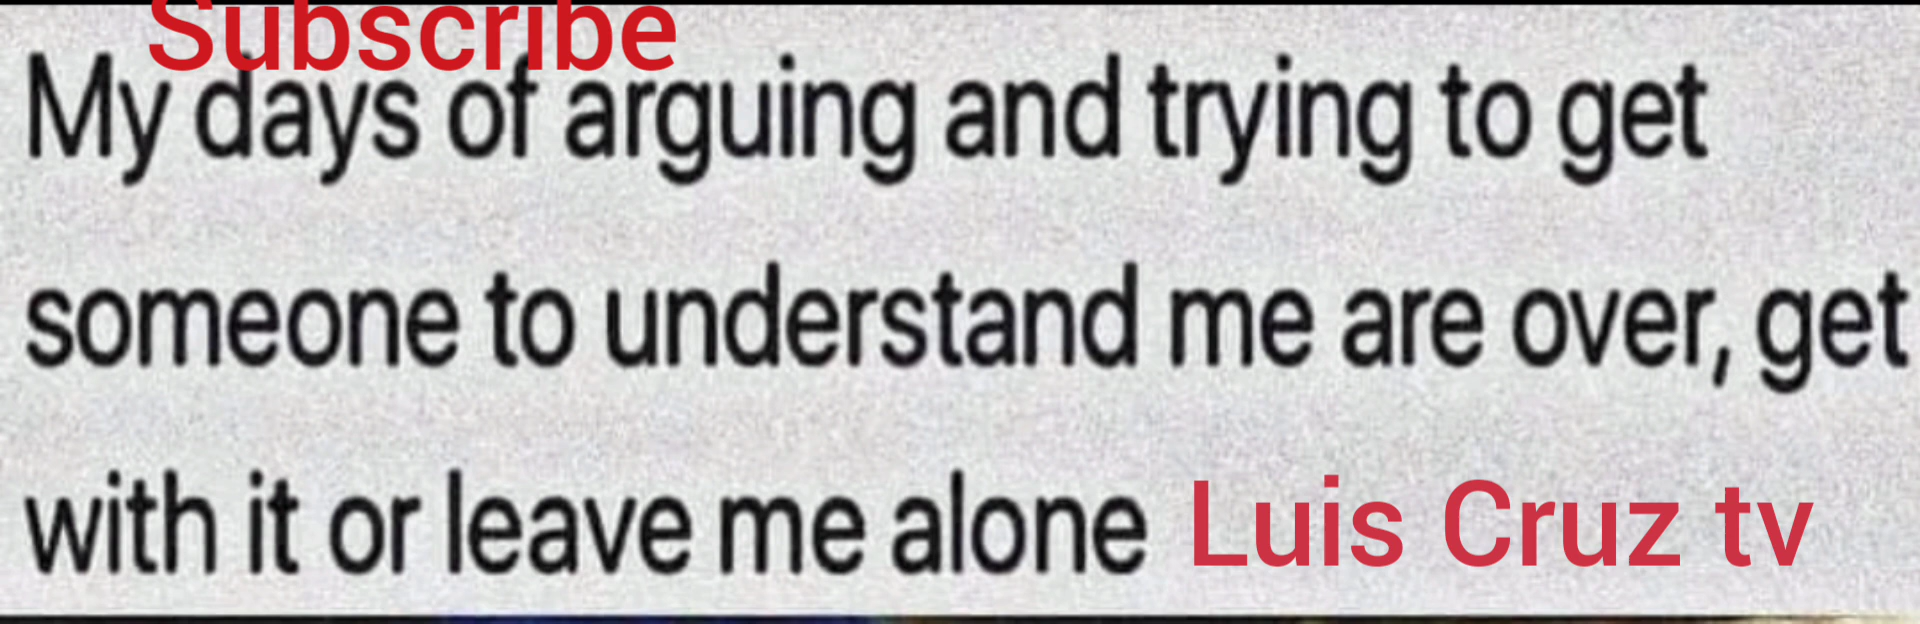 Subscribe
My days of arguing and trying to get
someone to understand me are over, get
with it or leave me alone Luis Cruz tv